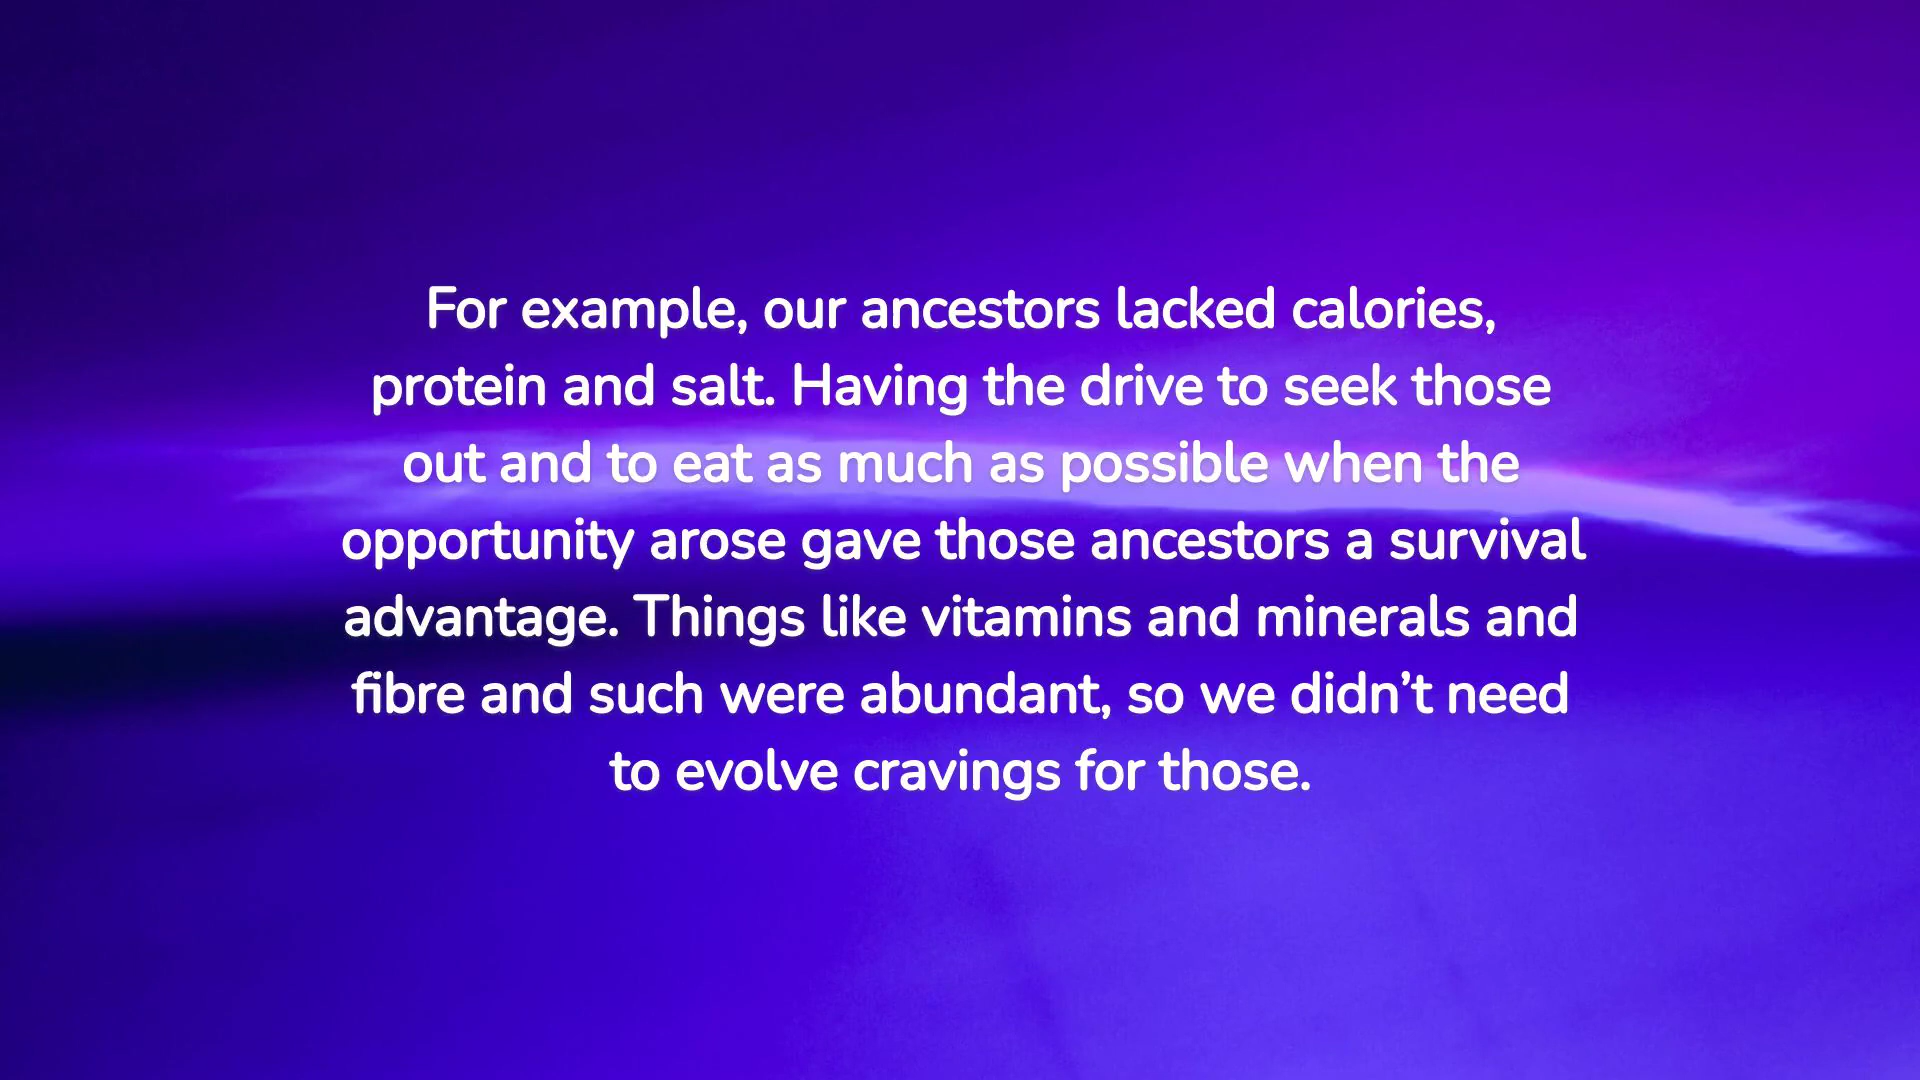 For example, our ancestors lacked calories,
protein and salt. Having the drive to seek those
out and to eat as much as possible when the
opportunity arose gave those ancestors a survival
advantage. Things like vitamins and minerals and
fibre and such were abundant, so we didn’t need
to evolve cravings for those.